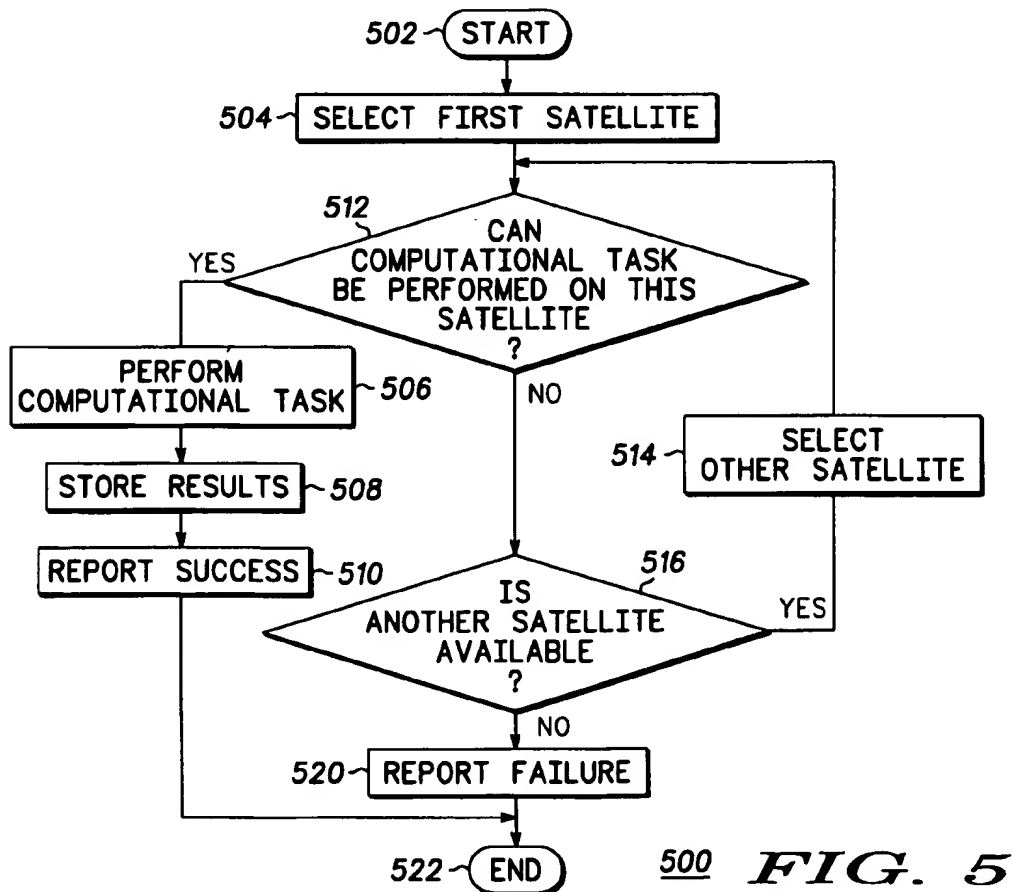 502
START
504
SELECT FIRST SATELLITE
512
CAN
COMPUTATIONAL TASK
BE PERFORMED ON THIS
SATELLITE
?
YES
NO
PERFORM
COMPUTATIONAL TASK
506
STORE RESULTS
508
REPORT SUCCESS
510
514
SELECT
OTHER SATELLITE
516
IS
ANOTHER SATELLITE
AVAILABLE
?
YES
NO
520
REPORT FAILURE
522
END
500 FIG. 5